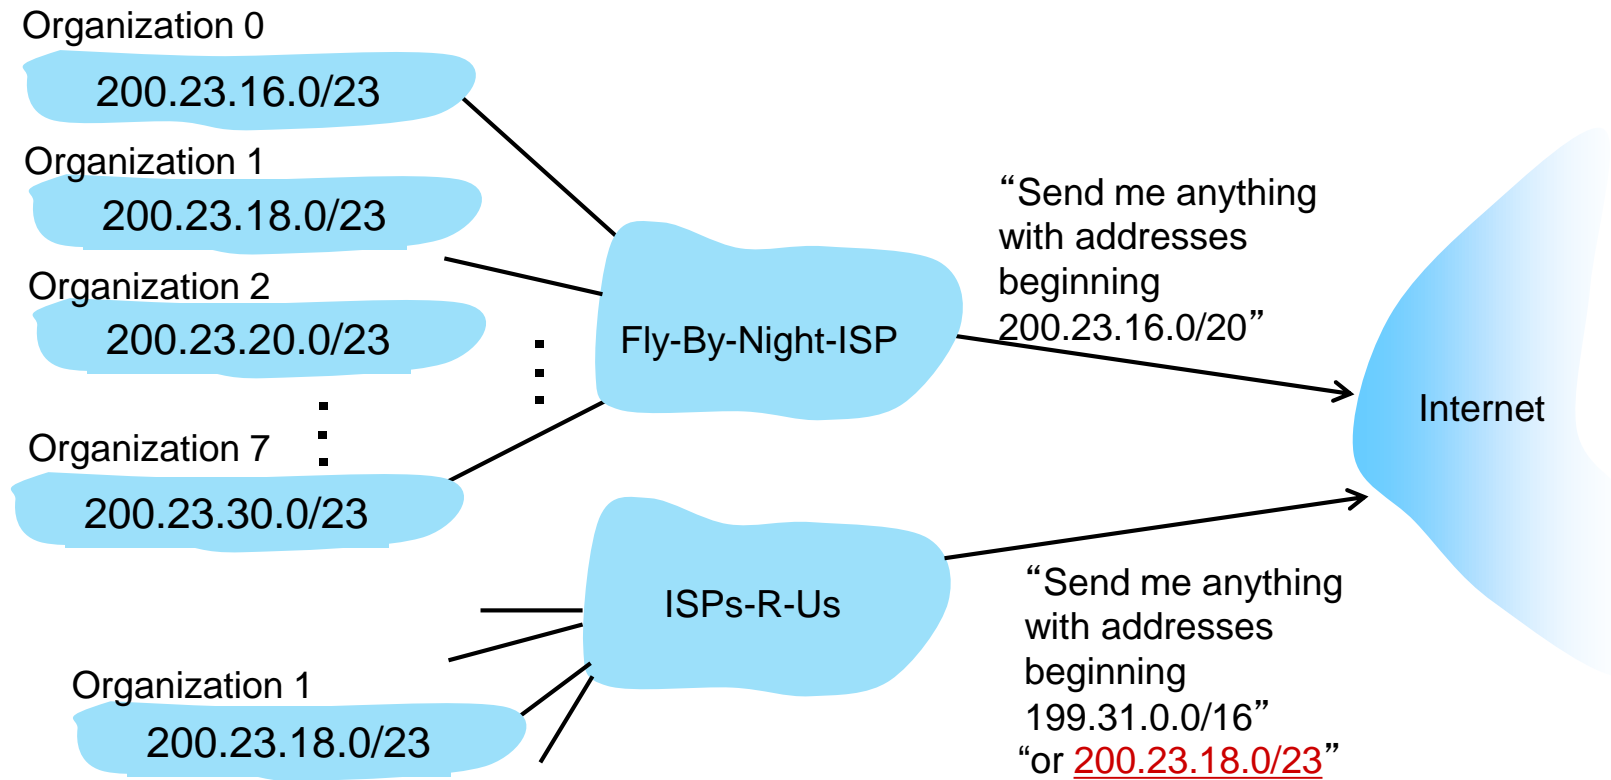 Organization 0
200.23.16.0/23
Organization 1
200.23.18.0/23
Organization 2
200.23.20.0/23
Organization 7
200.23.30.0/23
Fly-By-Night-ISP
“Send me anything
with addresses
beginning
200.23.16.0/20”
Internet
ISPs-R-Us
Organization 1
200.23.18.0/23
“Send me anything
with addresses
beginning
199.31.0.0/16”
“or 200.23.18.0/23”